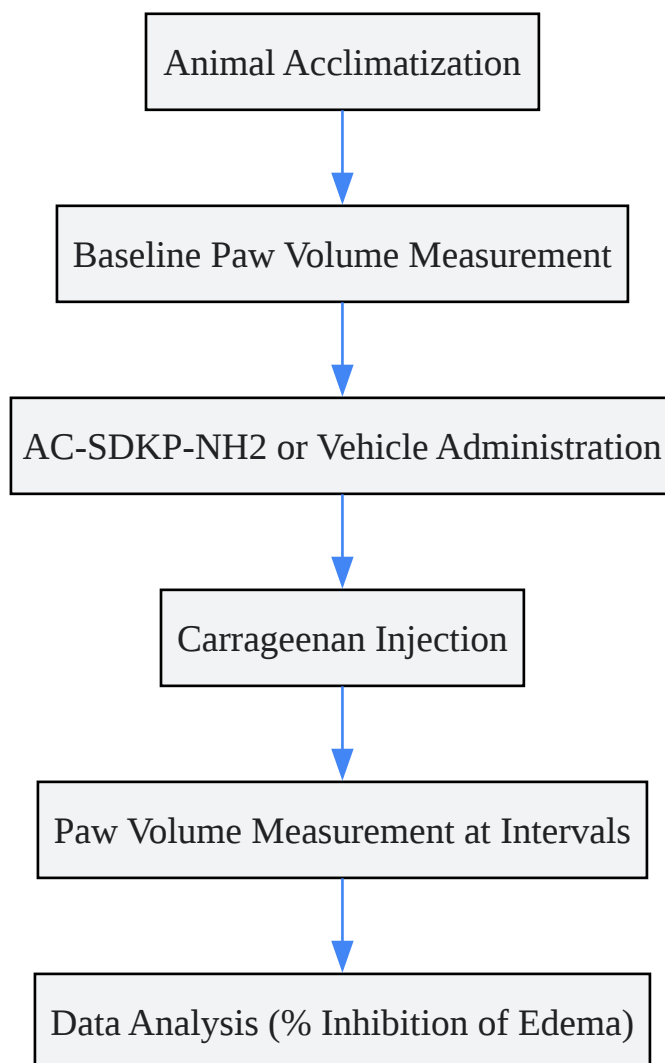 Animal Acclimatization
Baseline Paw Volume Measurement
AC-SDKP-NH2 or Vehicle Administration
Carrageenan Injection
Paw Volume Measurement at Intervals
Data Analysis (% Inhibition of Edema)